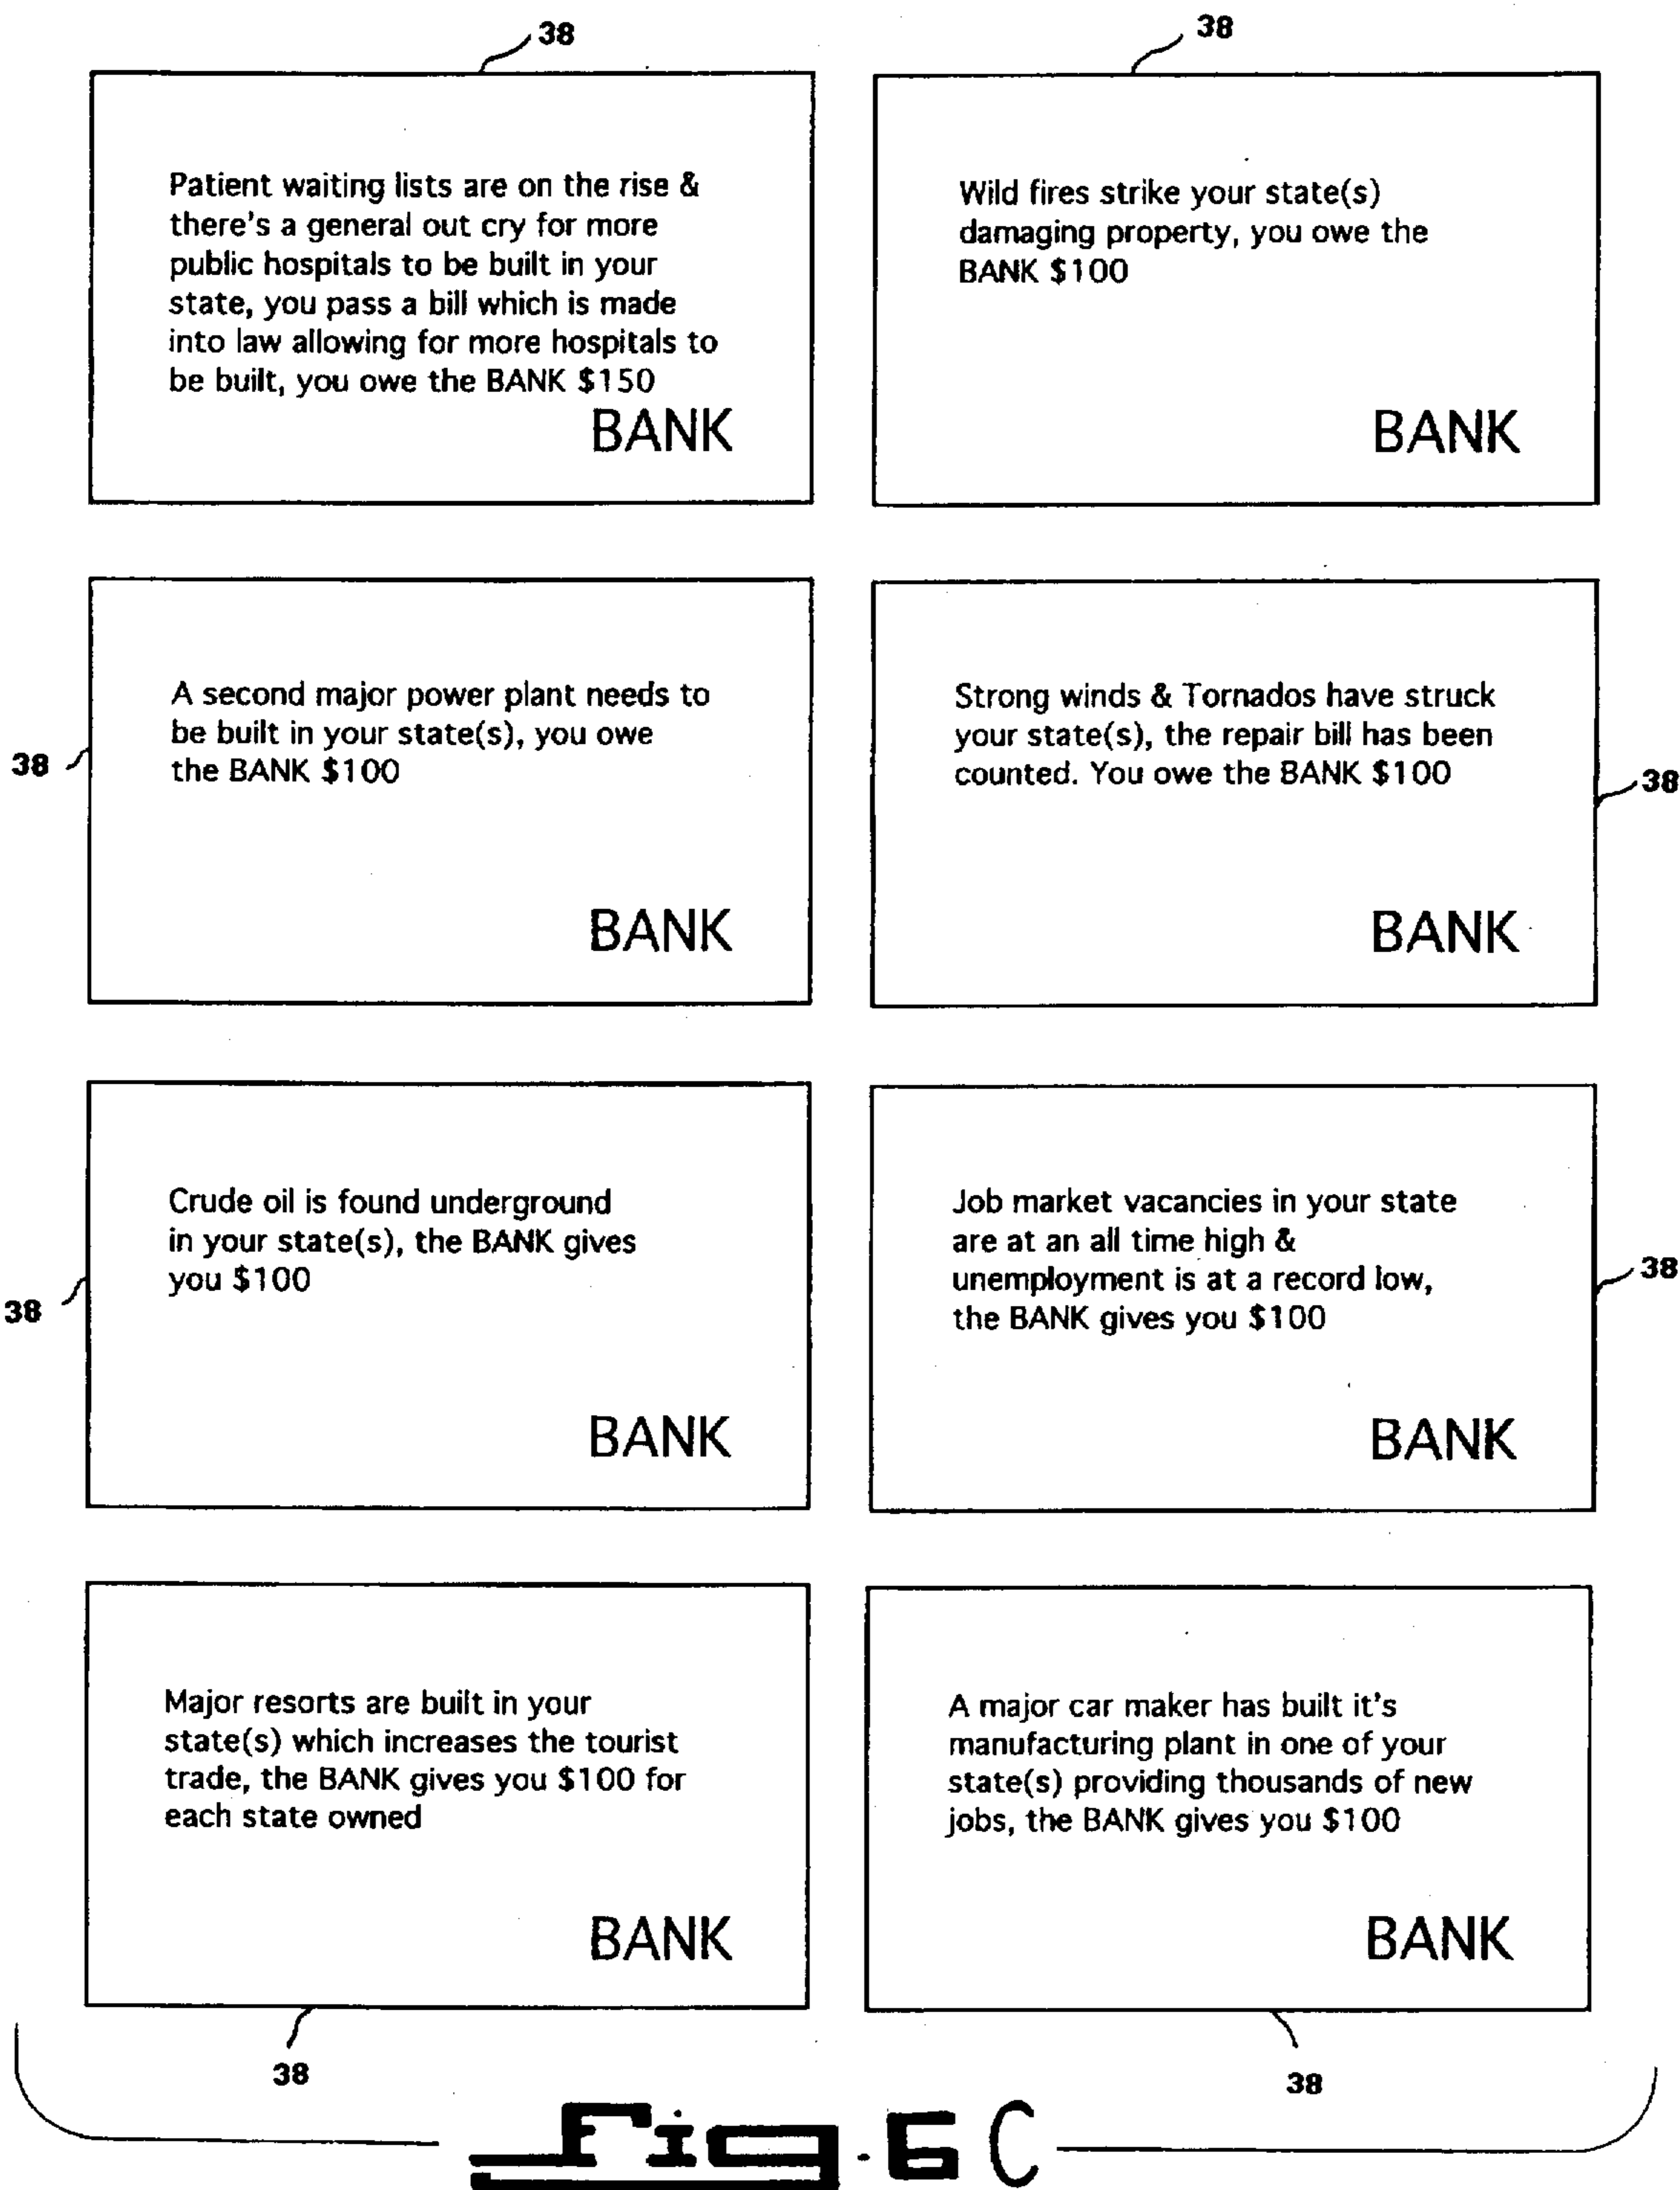 38
38
Patient waiting lists are on the rise &
there's a general out cry for more
public hospitals to be built in your
state, you pass a bill which is made
into law allowing for more hospitals to
be built, you owe the BANK $150
BANK
Wild fires strike your state(s)
damaging property, you owe the
BANK $100
BANK
38
A second major power plant needs to
be built in your state(s), you owe
the BANK $100
BANK
Strong winds & Tornados have struck
your state(s), the repair bill has been
counted. You owe the BANK $100
BANK
38
38
Crude oil is found underground
in your state(s), the BANK gives
you $100
BANK
Job market vacancies in your state
are at an all time high &
unemployment is at a record low,
the BANK gives you $100
BANK
38
Major resorts are built in your
state(s) which increases the tourist
trade, the BANK gives you $100 for
each state owned
BANK
38
A major car maker has built it's
manufacturing plant in one of your
state(s) providing thousands of new
jobs, the BANK gives you $100
BANK
38
Fig. 6 C